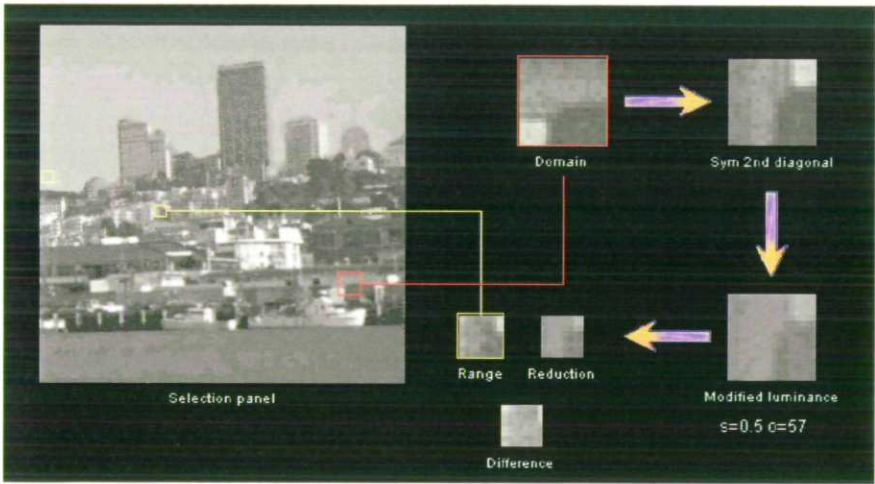 Domain
Sym 2nd diagonal
Range
Reduction
Selection panel
Modified luminance
s=0.5 o=57
Difference